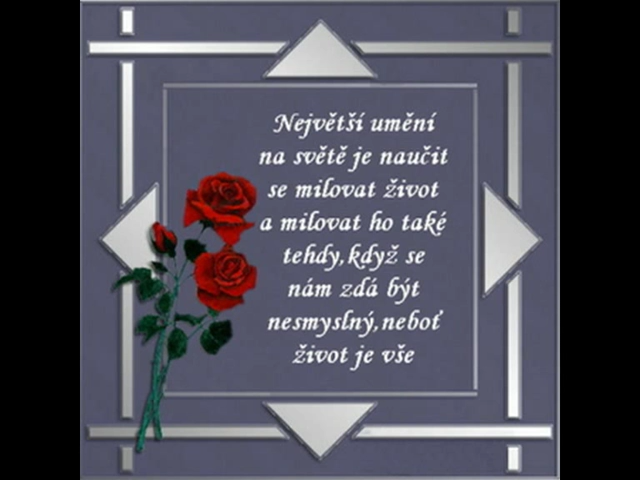 Největší umění
na světě je naučit
se milovat život
a milovat ho také
tehdy,když se
nám zdá být
nesmyslný,neboť
život je vše